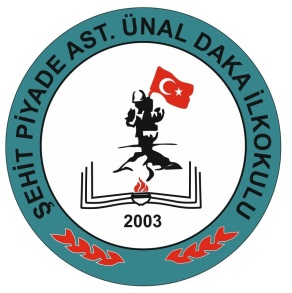 ŞEHİT PİYADE AST. ÜNAL DAKA İLKOKULU
2003